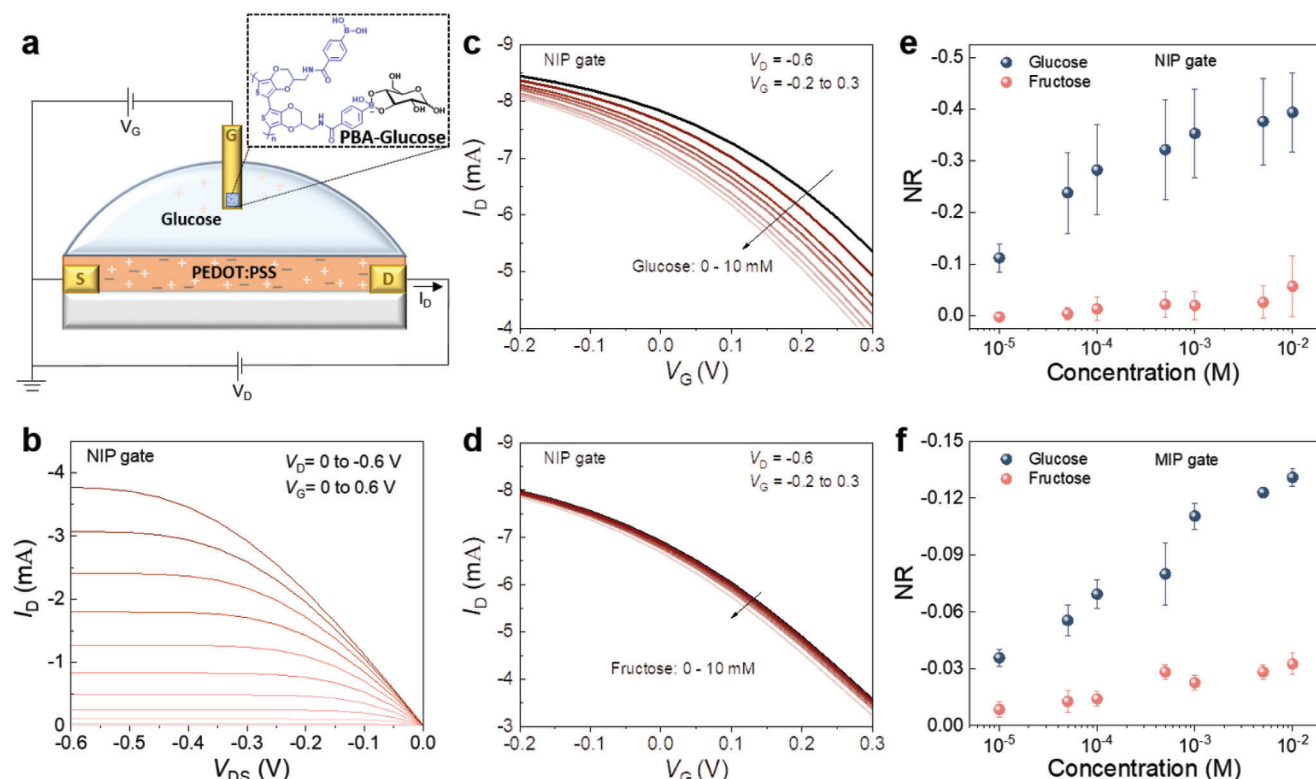 a
B-OH
OH
NH
O
S
n
HO
B
OH
PBA-Glucose
V_G
G
Glucose
PEDOT:PSS
S
D
I_D
V_D
b
NIP gate
V_D= 0 to -0.6 V
V_G= 0 to 0.6 V
I_D (mA)
-4
-3
-2
-1
0
-0.6 -0.5 -0.4 -0.3 -0.2 -0.1 0.0
V_DS (V)
c
NIP gate
V_D = -0.6
V_G = -0.2 to 0.3
Glucose: 0 - 10 mM
I_D (mA)
-9
-8
-7
-6
-5
-4
-0.2 -0.1 0.0 0.1 0.2 0.3
V_G (V)
d
NIP gate
V_D = -0.6
V_G = -0.2 to 0.3
Fructose: 0 - 10 mM
I_D (mA)
-9
-8
-7
-6
-5
-4
-3
-0.2 -0.1 0.0 0.1 0.2 0.3
V_G (V)
e
Glucose NIP gate
Fructose
NR
-0.5
-0.4
-0.3
-0.2
-0.1
0.0
10⁻⁵ 10⁻⁴ 10⁻³ 10⁻²
Concentration (M)
f
Glucose MIP gate
Fructose
NR
-0.15
-0.12
-0.09
-0.06
-0.03
0.00
10⁻⁵ 10⁻⁴ 10⁻³ 10⁻²
Concentration (M)